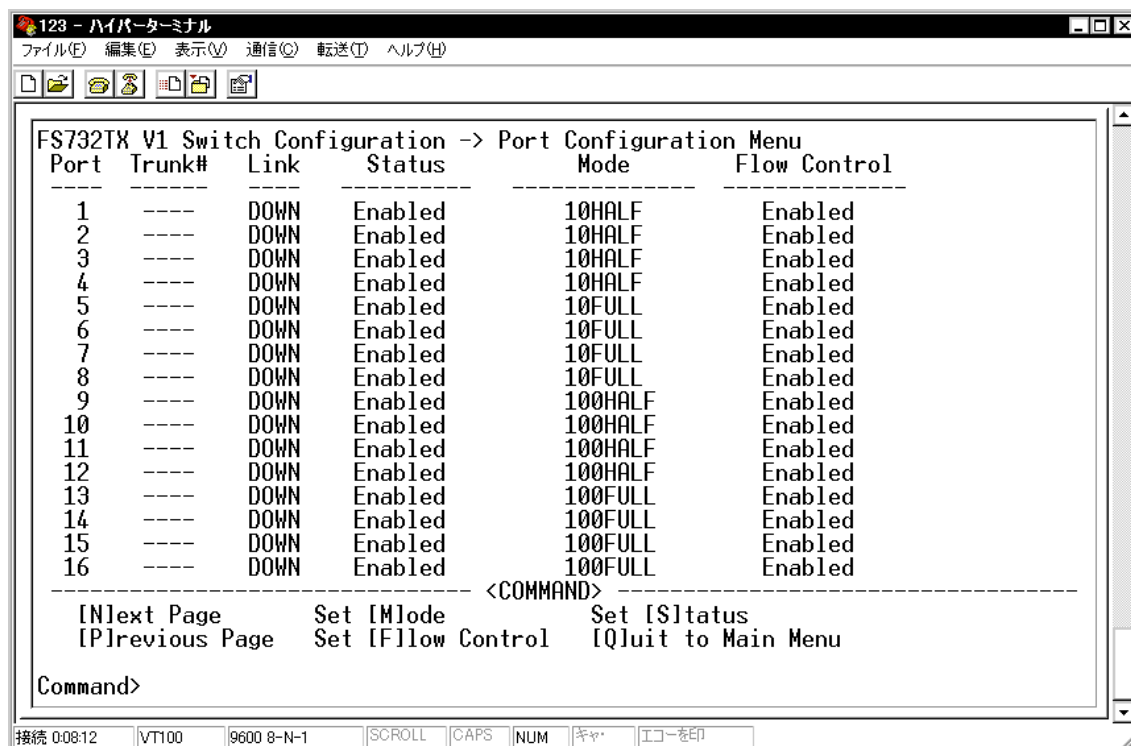 123 - ハイパーターミナル
ファイル(F) 編集(E) 表示(V) 通信(C) 転送(T) ヘルプ(H)
FS732TX V1 Switch Configuration -> Port Configuration Menu
Port Trunk# Link Status Mode Flow Control
---- ------ ---- ----------- -------------- --------------
1 ---- DOWN Enabled 10HALF Enabled
2 ---- DOWN Enabled 10HALF Enabled
3 ---- DOWN Enabled 10HALF Enabled
4 ---- DOWN Enabled 10HALF Enabled
5 ---- DOWN Enabled 10FULL Enabled
6 ---- DOWN Enabled 10FULL Enabled
7 ---- DOWN Enabled 10FULL Enabled
8 ---- DOWN Enabled 10FULL Enabled
9 ---- DOWN Enabled 100HALF Enabled
10 ---- DOWN Enabled 100HALF Enabled
11 ---- DOWN Enabled 100HALF Enabled
12 ---- DOWN Enabled 100HALF Enabled
13 ---- DOWN Enabled 100FULL Enabled
14 ---- DOWN Enabled 100FULL Enabled
15 ---- DOWN Enabled 100FULL Enabled
16 ---- DOWN Enabled 100FULL Enabled
-------------------------------- <COMMAND> -----------------------------------
[N]ext Page Set [M]ode Set [S]tatus
[P]revious Page Set [F]low Control [Q]uit to Main Menu
Command>
接続 0:08:12 VT100 9600 8-N-1 SCROLL CAPS NUM キャ・ エコーを印